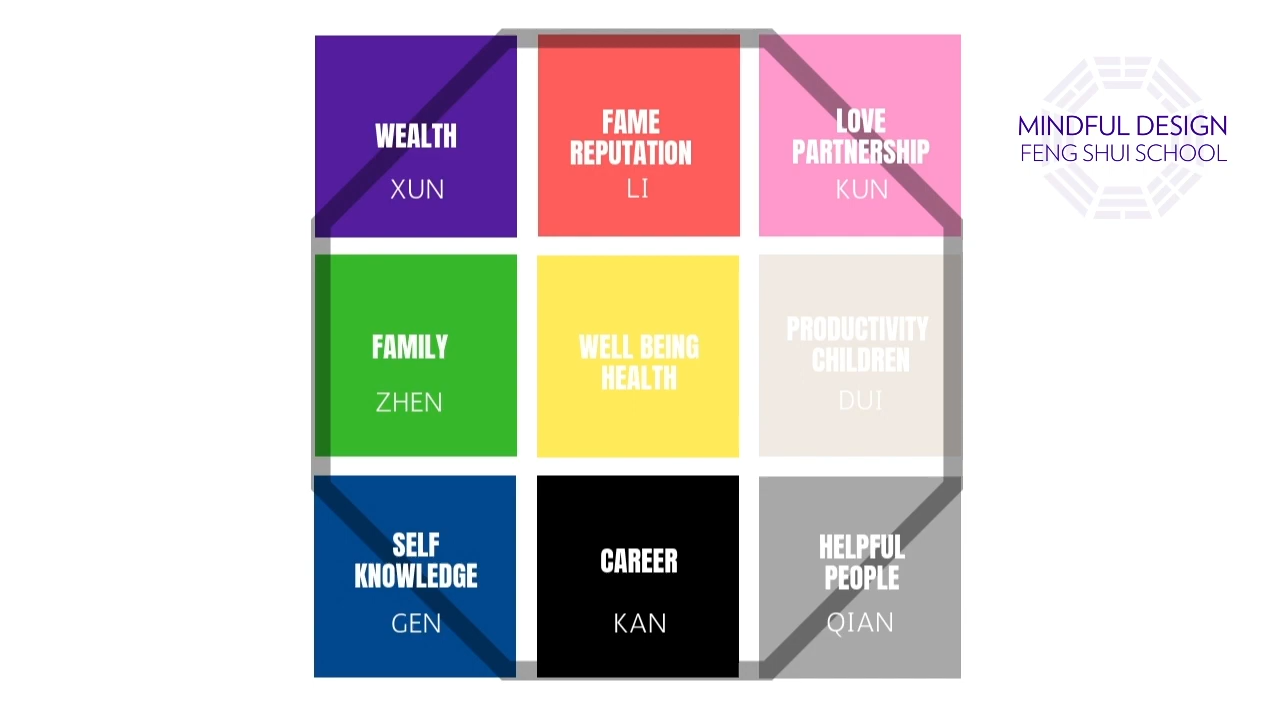 WEALTH
XUN
FAME
REPUTATION
LI
LOVE
PARTNERSHIP
KUN
MINDFUL DESIGN
FENG SHUI SCHOOL
FAMILY
ZHEN
WELL BEING
HEALTH
PRODUCTIVITY
CHILDREN
DUI
SELF
KNOWLEDGE
GEN
CAREER
KAN
HELPFUL
PEOPLE
QIAN